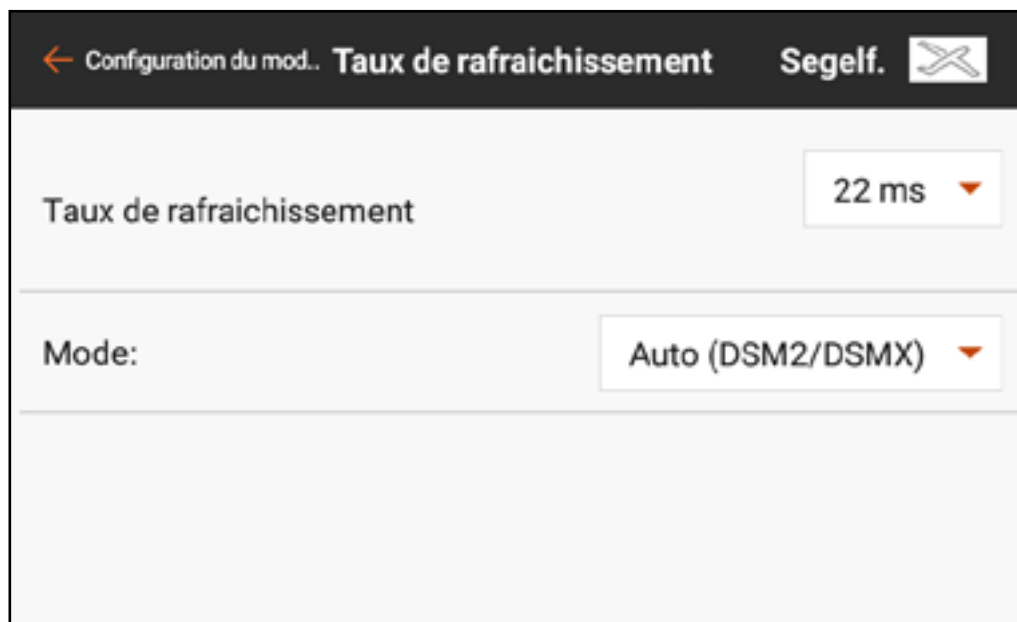 Configuration du mod.. Taux de rafraichissement Segelf.
Taux de rafraichissement 22 ms
Mode: Auto (DSM2/DSMX)